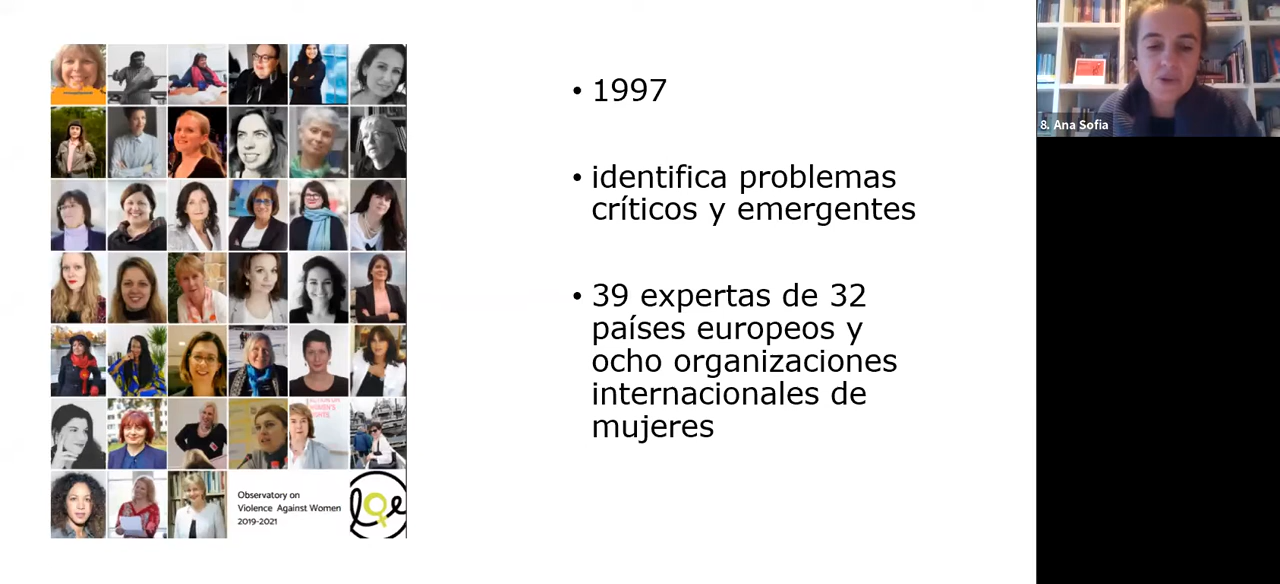 • 1997
• identifica problemas
críticos y emergentes
• 39 expertas de 32
países europeos y
ocho organizaciones
internacionales de
mujeres
Observatory on
Violence Against Women
2019-2021
8. Ana Sofia